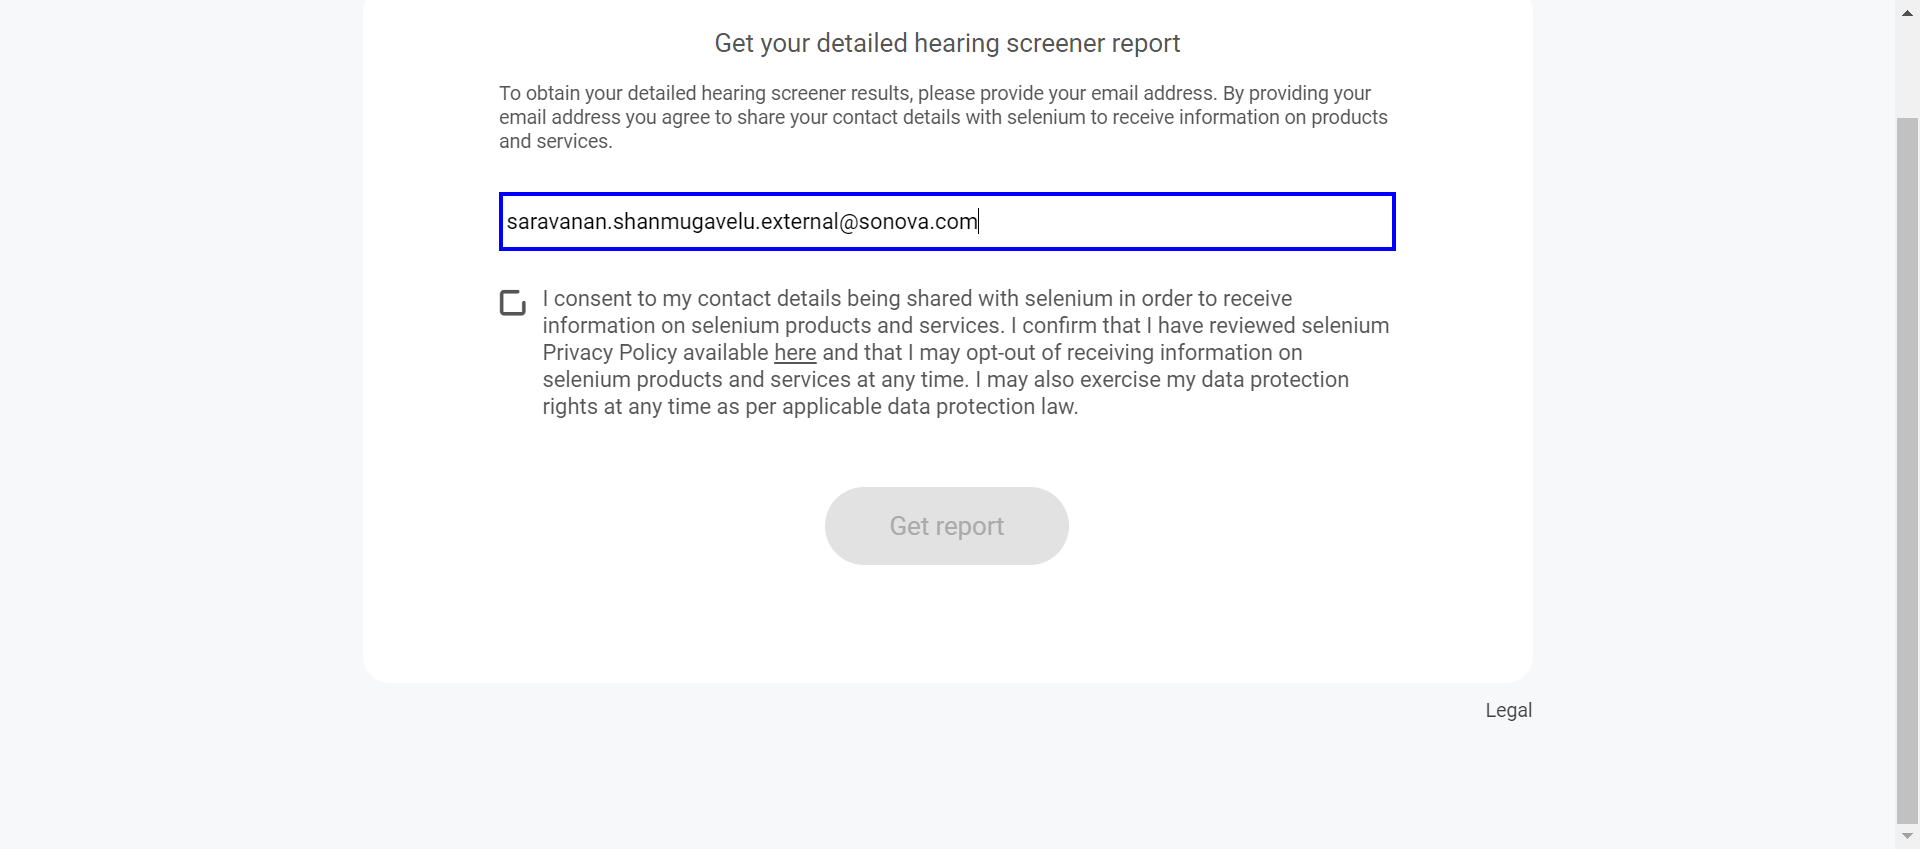 Get your detailed hearing screener report
To obtain your detailed hearing screener results, please provide your email address. By providing your
email address you agree to share your contact details with selenium to receive information on products
and services.
saravanan.shanmugavelu.external@sonova.com
I consent to my contact details being shared with selenium in order to receive
information on selenium products and services. I confirm that I have reviewed selenium
Privacy Policy available here and that I may opt-out of receiving information on
selenium products and services at any time. I may also exercise my data protection
rights at any time as per applicable data protection law.
Get report
Legal